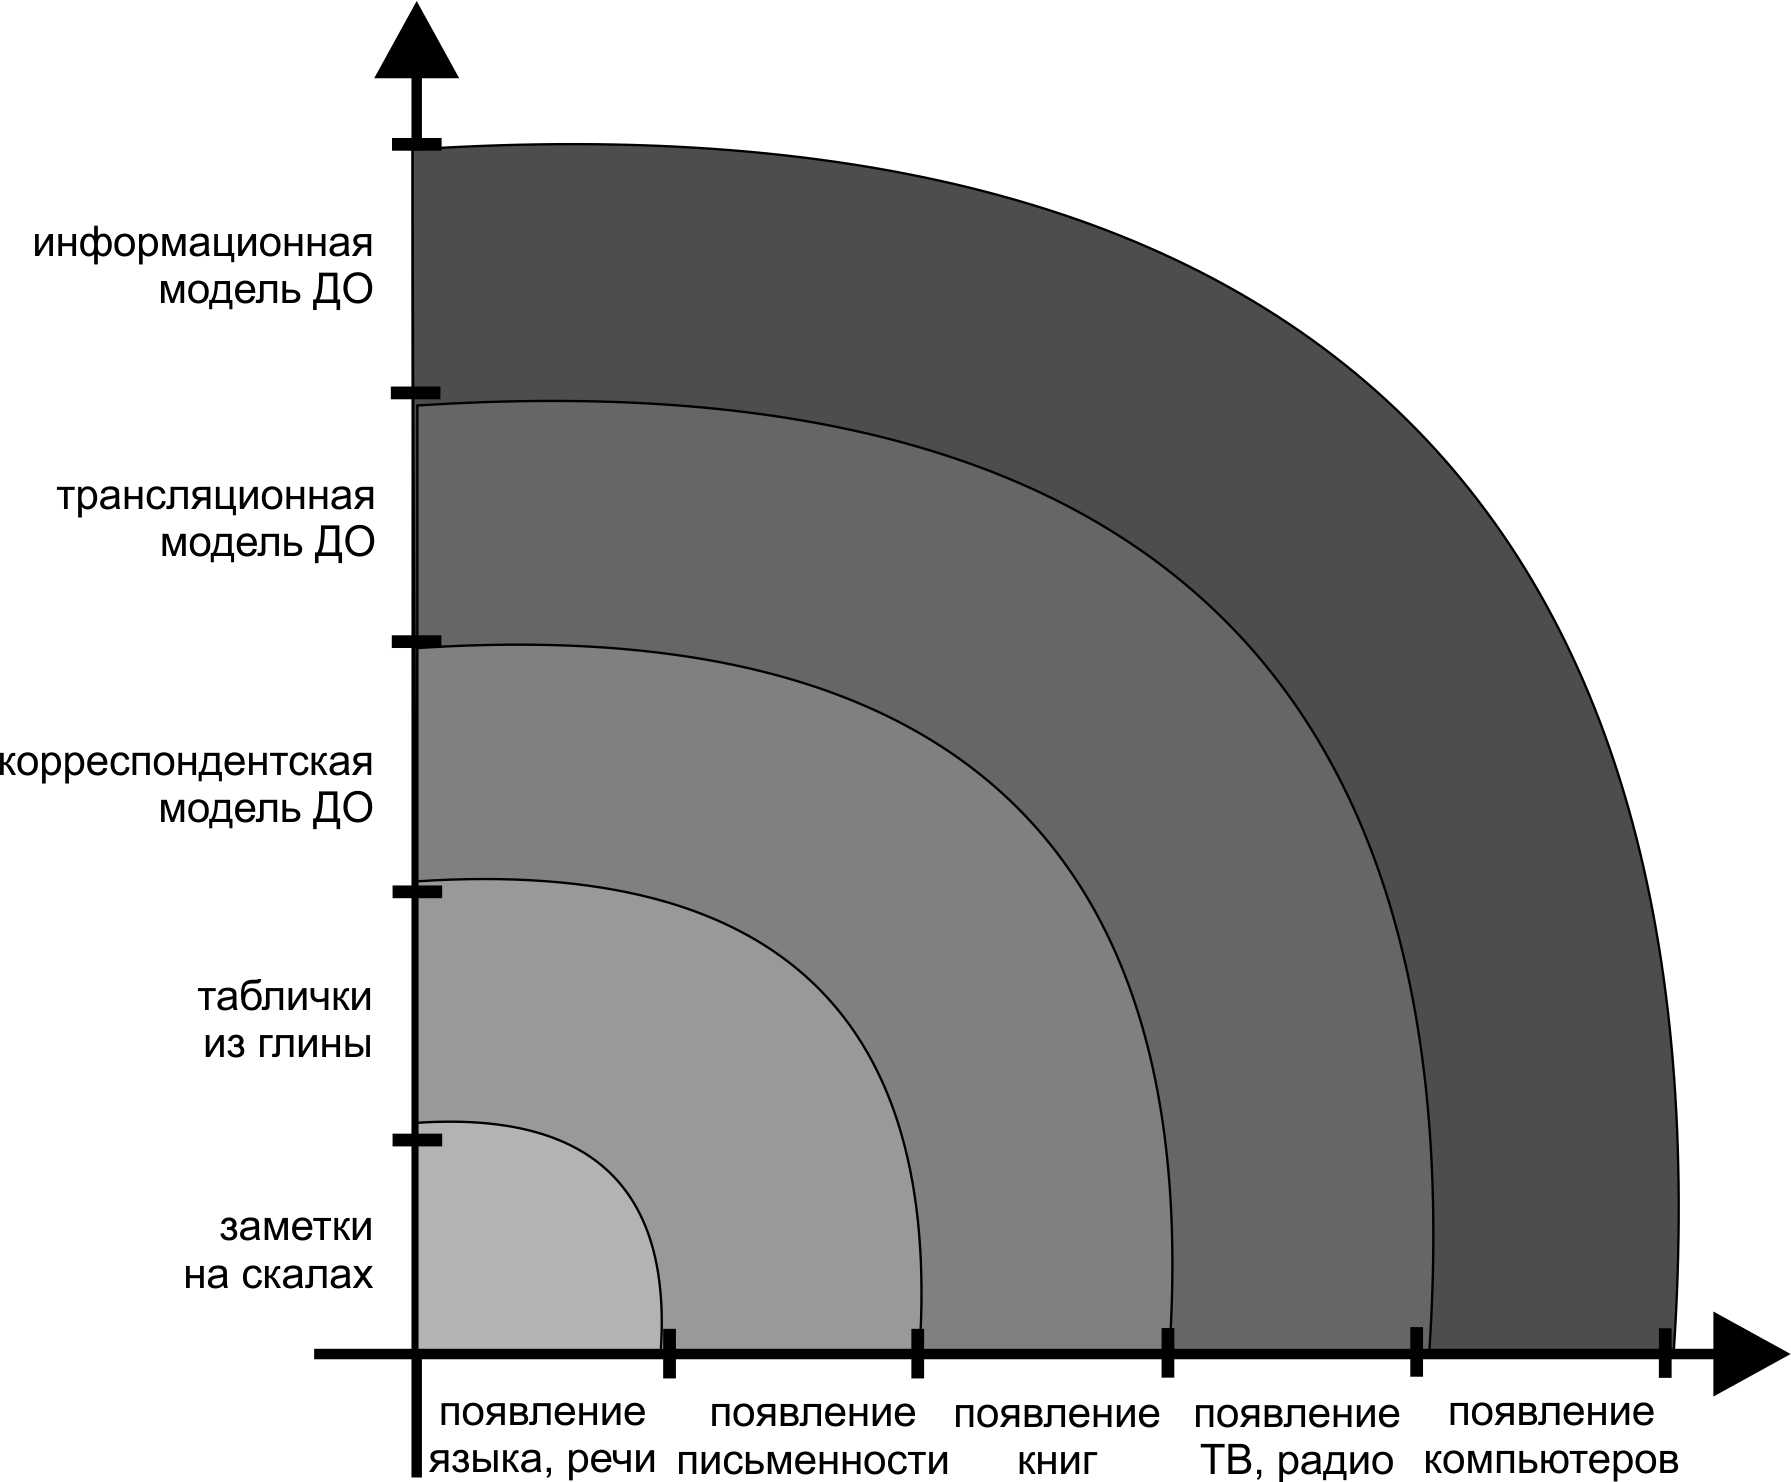 информационная
модель ДО
трансляционная
модель ДО
корреспондентская
модель ДО
таблички
из глины
заметки
на скалах
появление
языка, речи
появление
письменности
появление
книг
появление
ТВ, радио
появление
компьютеров